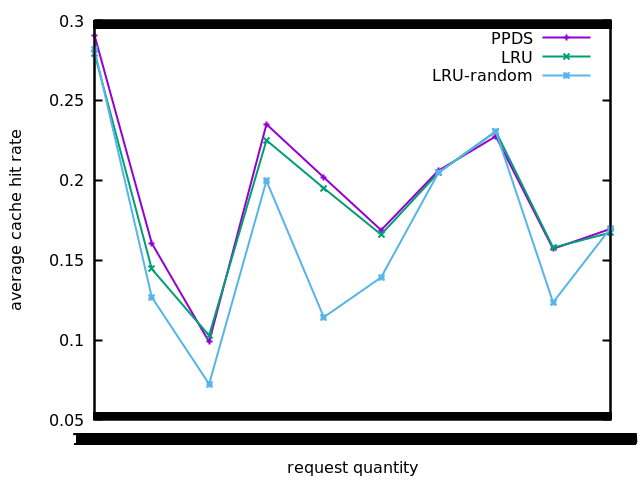 0.3
PPDS
LRU
LRU-random
0.25
0.2
0.15
0.1
0.05
average cache hit rate
request quantity